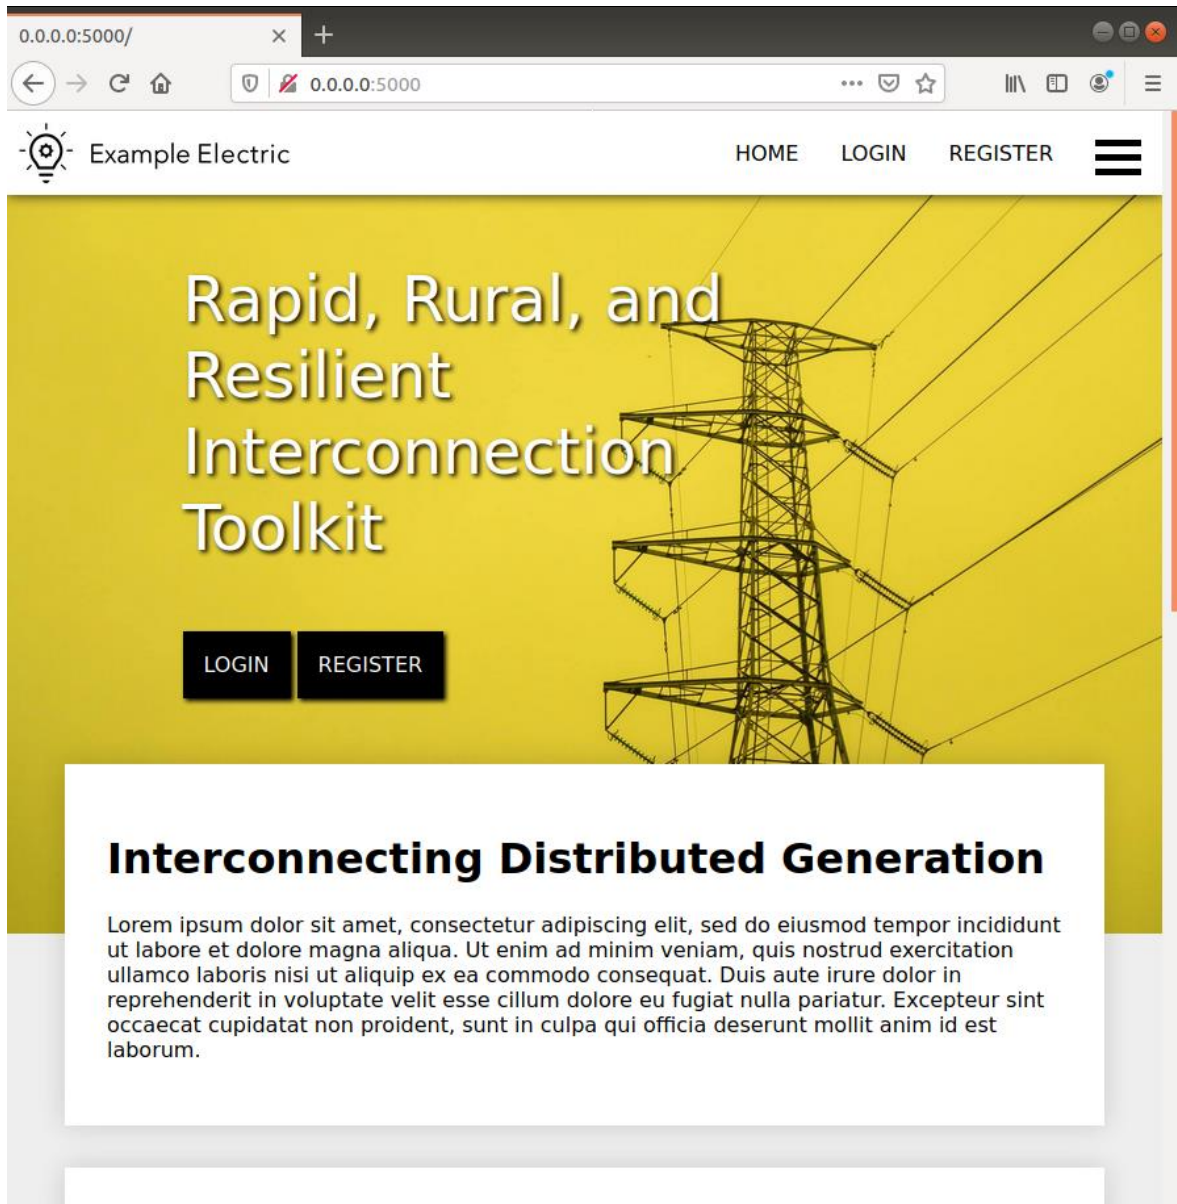 0.0.0.0:5000/
0.0.0.0:5000
Example Electric
HOME LOGIN REGISTER
Rapid, Rural, and
Resilient
Interconnection
Toolkit
LOGIN REGISTER
Interconnecting Distributed Generation
Lorem ipsum dolor sit amet, consectetur adipiscing elit, sed do eiusmod tempor incididunt
ut labore et dolore magna aliqua. Ut enim ad minim veniam, quis nostrud exercitation
ullamco laboris nisi ut aliquip ex ea commodo consequat. Duis aute irure dolor in
reprehenderit in voluptate velit esse cillum dolore eu fugiat nulla pariatur. Excepteur sint
occaecat cupidatat non proident, sunt in culpa qui officia deserunt mollit anim id est
laborum.